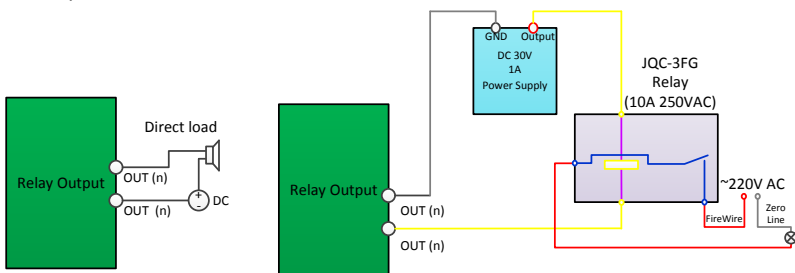 Direct load
Relay Output
OUT (n)
OUT (n)
+
-
DC
GND
Output
DC 30V
1A
Power Supply
JQC-3FG
Relay
(10A 250VAC)
Relay Output
OUT (n)
OUT (n)
~220V AC
FireWire
Zero
Line